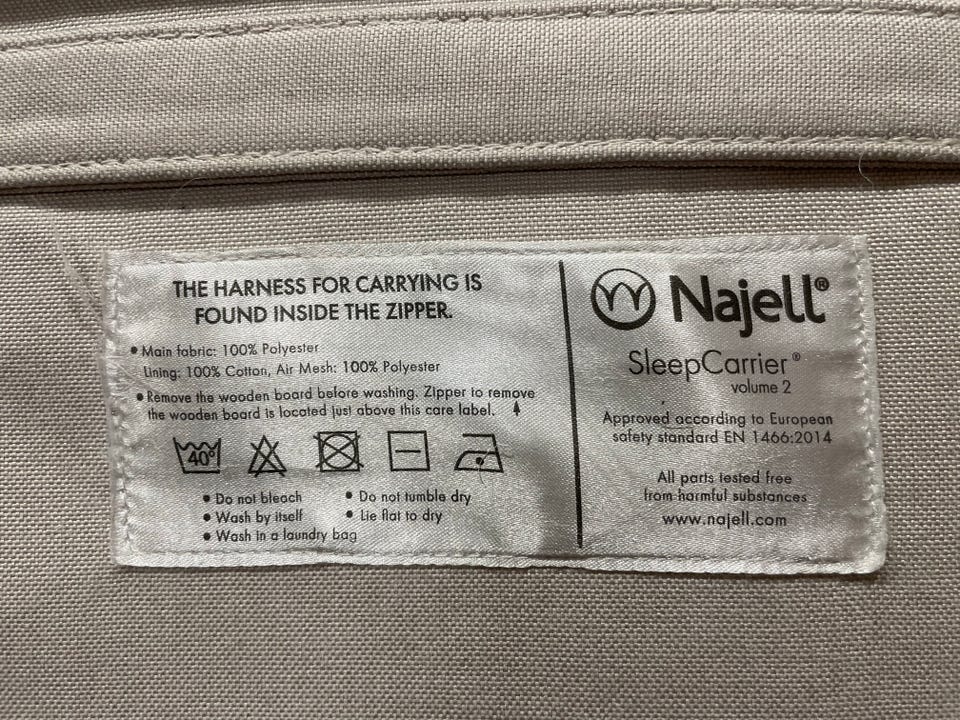 THE HARNESS FOR CARRYING IS
FOUND INSIDE THE ZIPPER.
• Main fabric: 100% Polyester
Lining: 100% Cotton, Air Mesh: 100% Polyester
• Remove the wooden board before washing. Zipper to remove
the wooden board is located just above this care label.
40°
• Do not bleach
• Wash by itself
• Wash in a laundry bag
• Do not tumble dry
• Lie flat to dry
Najell®
SleepCarrier®
volume 2
Approved according to European
safety standard EN 1466:2014
All parts tested free
from harmful substances
www.najell.com